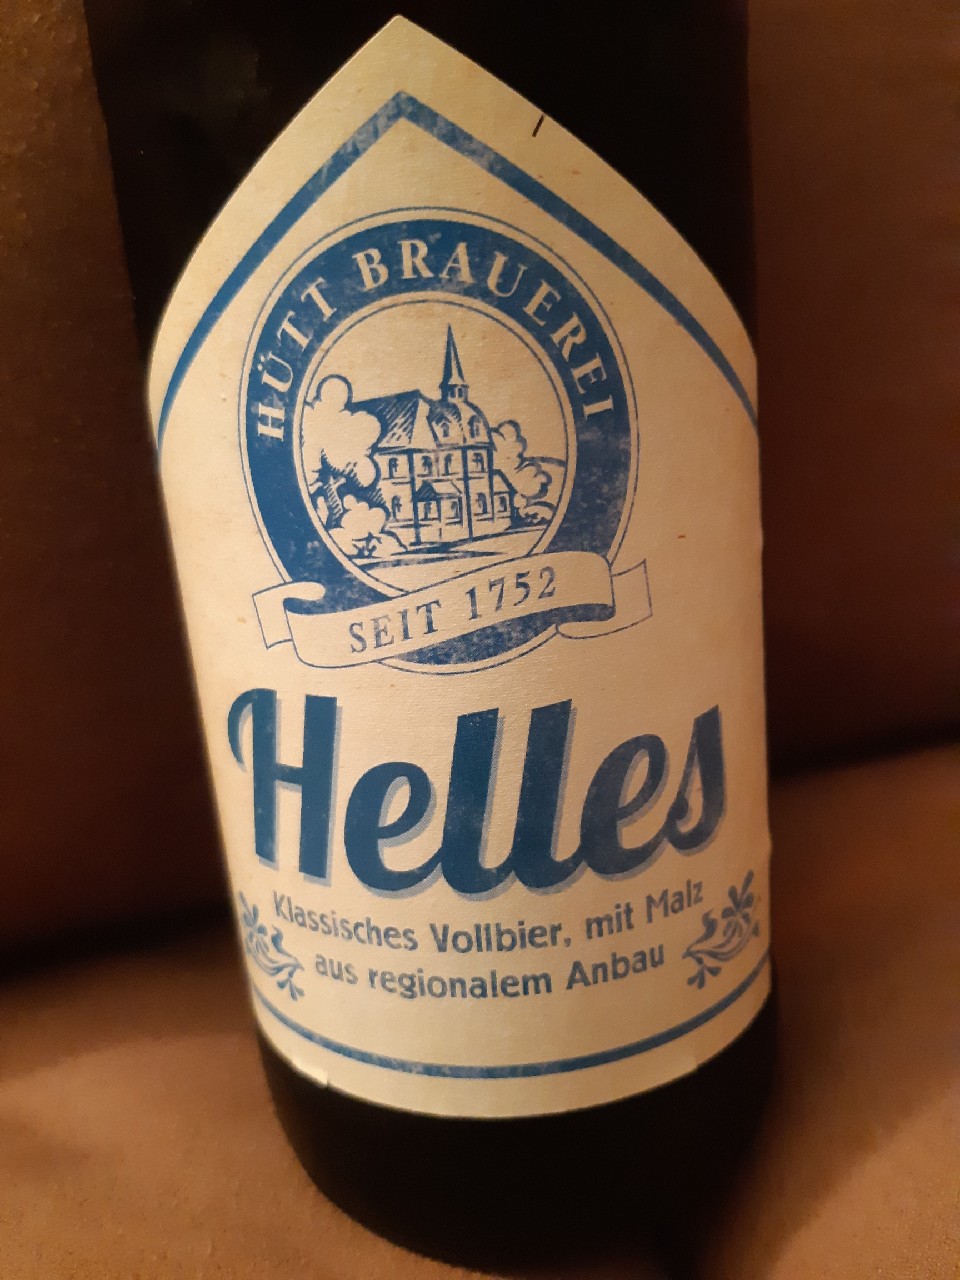 HÜTT BRAUEREI
SEIT 1752
Helles
Klassisches Vollbier, mit Malz
aus regionalem Anbau